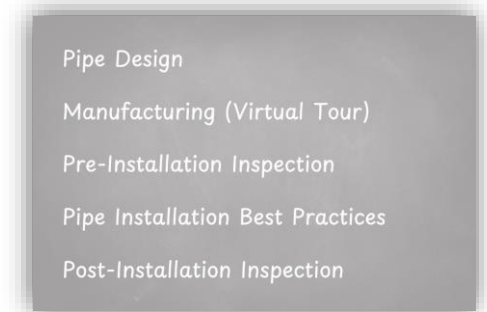 Pipe Design
Manufacturing (Virtual Tour)
Pre-Installation Inspection
Pipe Installation Best Practices
Post-Installation Inspection